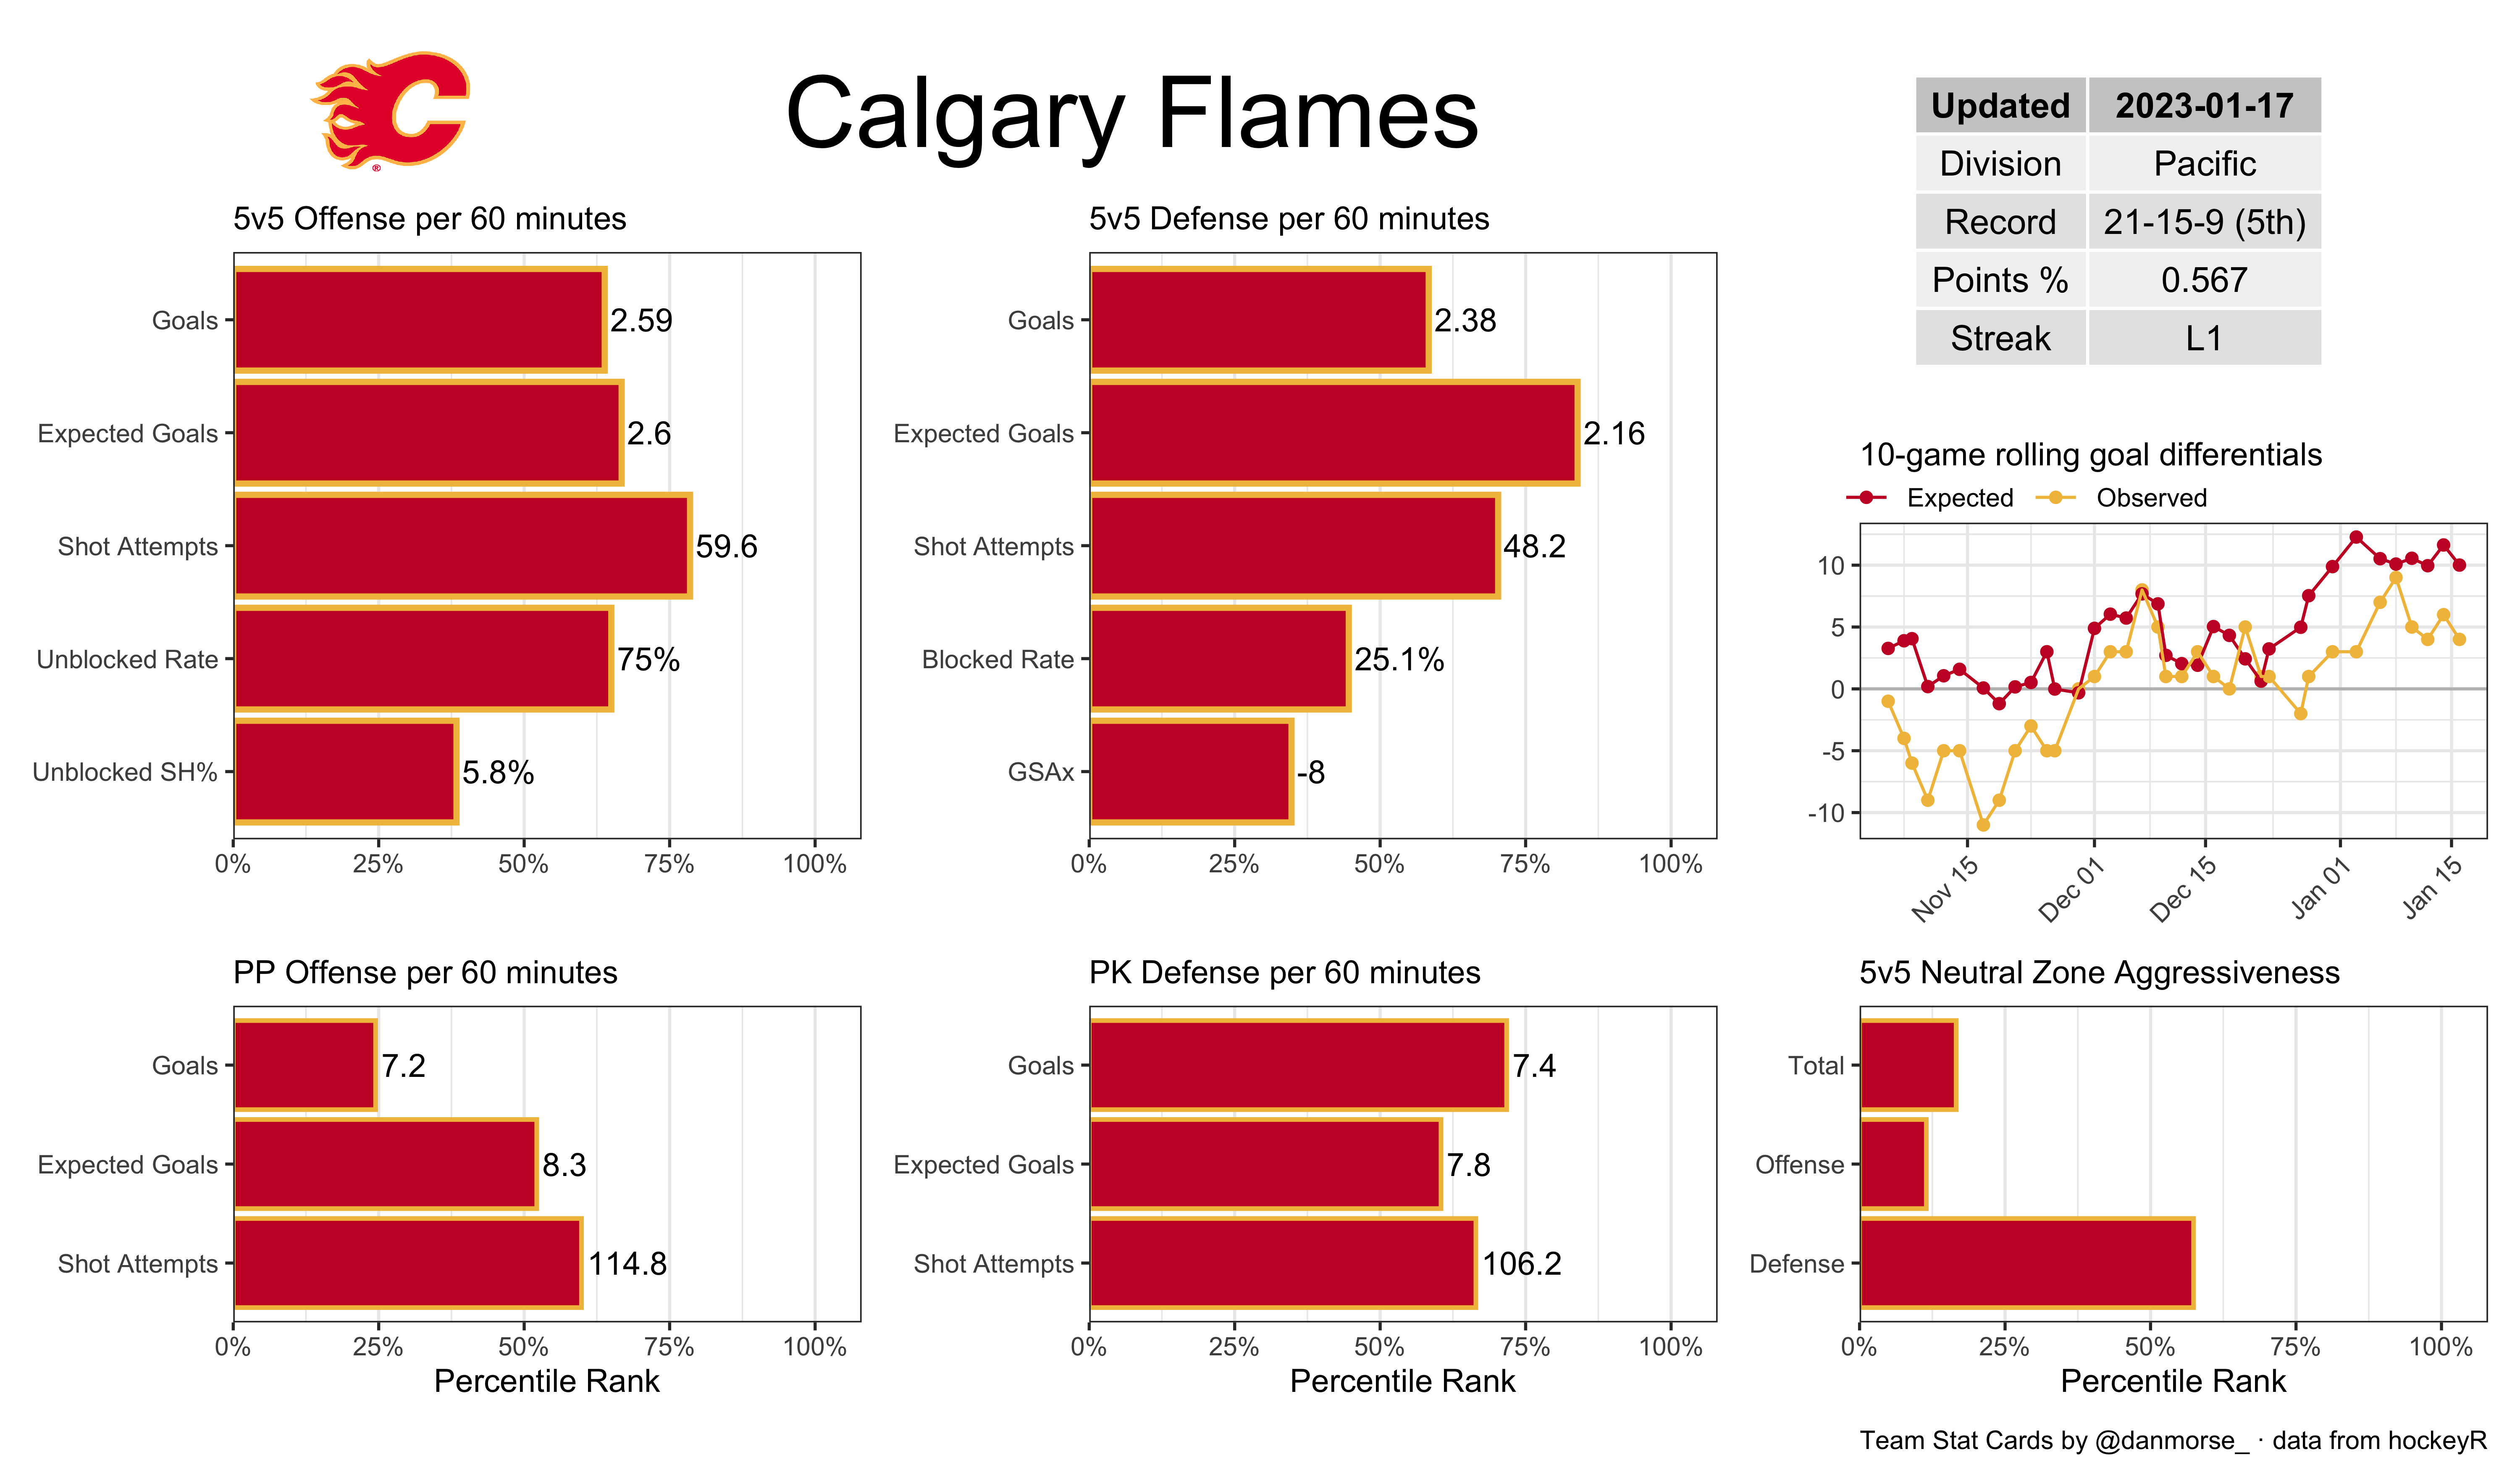 Calgary Flames
C
®
Updated 2023-01-17
Division Pacific
Record 21-15-9 (5th)
Points % 0.567
Streak L1
5v5 Offense per 60 minutes
Goals 2.59
Expected Goals 2.6
Shot Attempts 59.6
Unblocked Rate 75%
Unblocked SH% 5.8%
0% 25% 50% 75% 100%
5v5 Defense per 60 minutes
Goals 2.38
Expected Goals 2.16
Shot Attempts 48.2
Blocked Rate 25.1%
GSAx -8
0% 25% 50% 75% 100%
10-game rolling goal differentials
Expected Observed
10
5
0
-5
-10
Nov 15 Dec 01 Dec 15 Jan 01 Jan 15
PP Offense per 60 minutes
Goals 7.2
Expected Goals 8.3
Shot Attempts 114.8
0% 25% 50% 75% 100%
Percentile Rank
PK Defense per 60 minutes
Goals 7.4
Expected Goals 7.8
Shot Attempts 106.2
0% 25% 50% 75% 100%
Percentile Rank
5v5 Neutral Zone Aggressiveness
Total
Offense
Defense
0% 25% 50% 75% 100%
Percentile Rank
Team Stat Cards by @danmorse_ · data from hockeyR